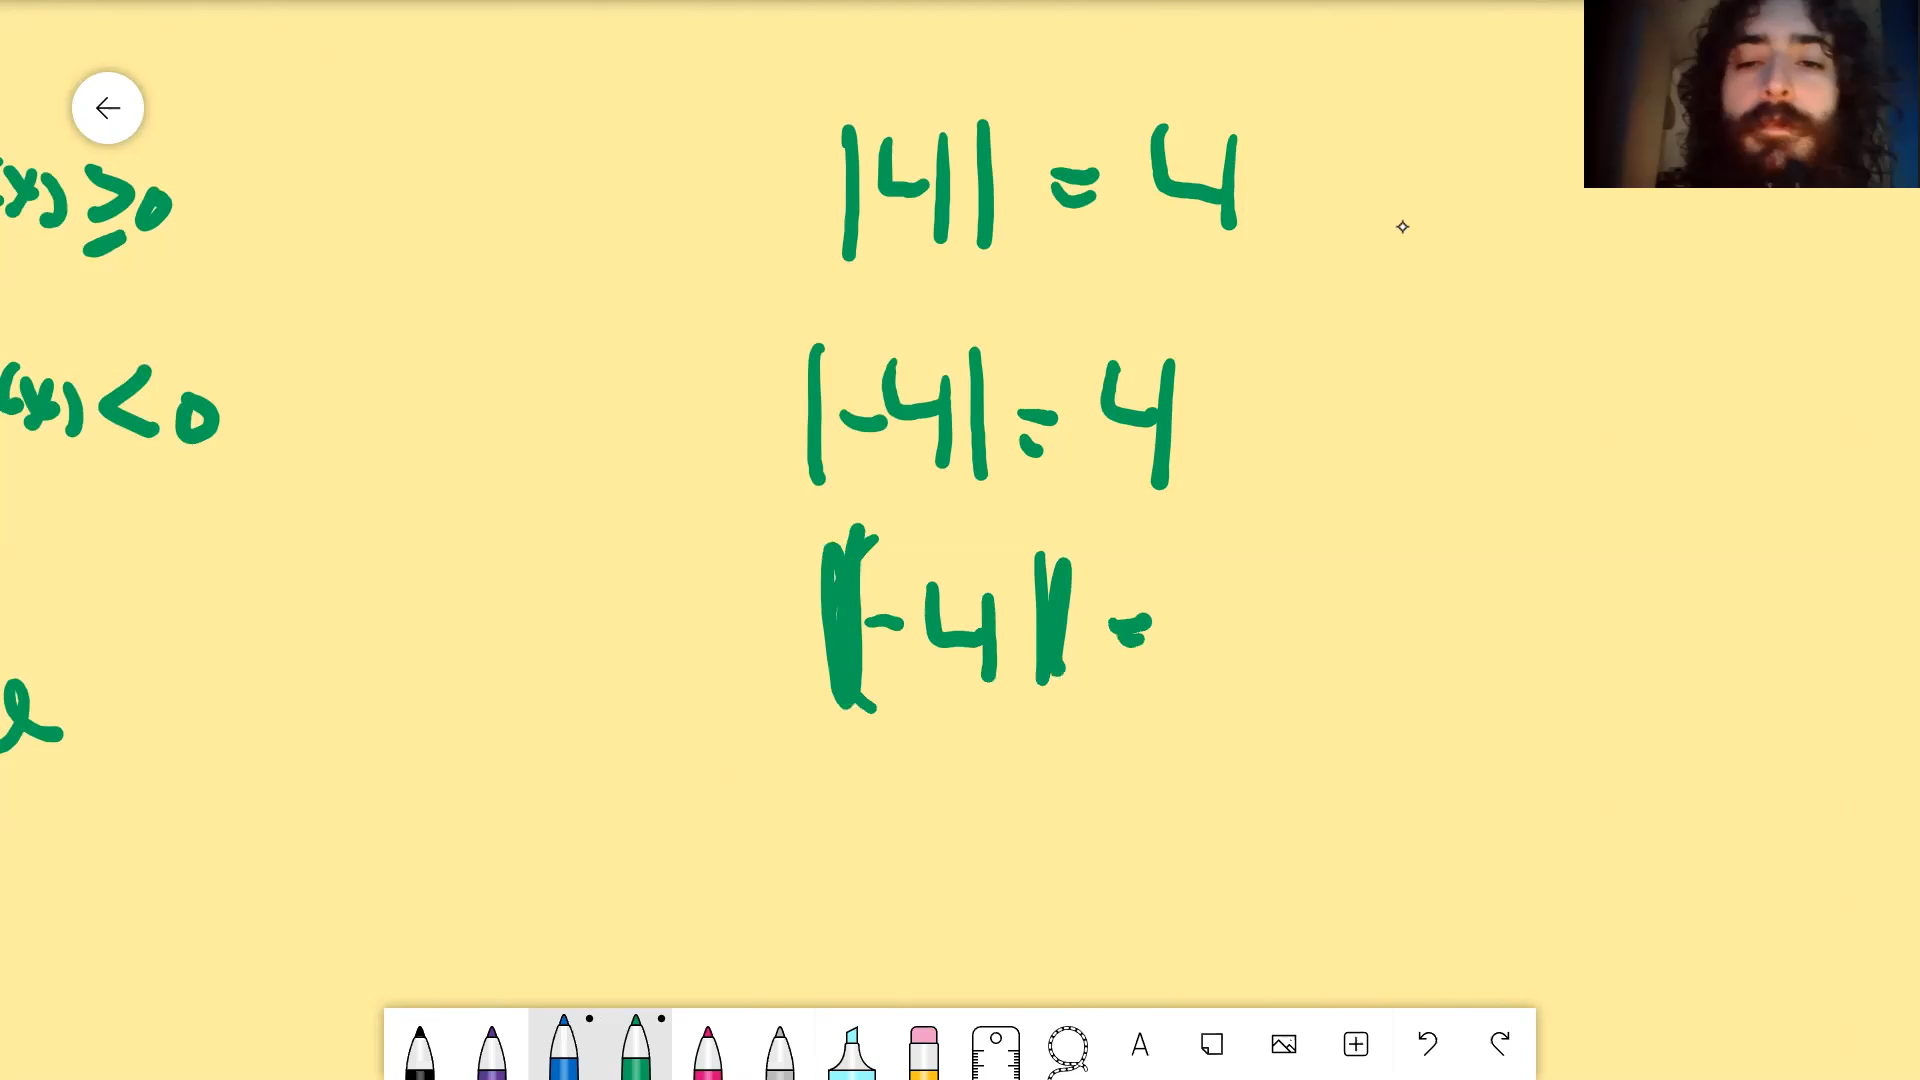 (x) ≥ 0
|4| = 4
(x) < 0
|-4| = 4
|-4| =
A